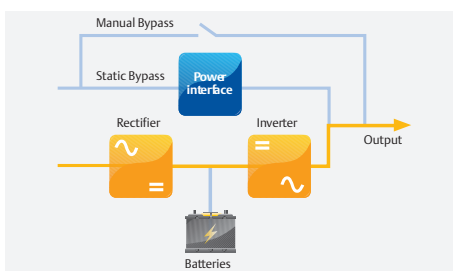 Manual Bypass
Static Bypass
Power
interface
Rectifier
Inverter
Output
Batteries